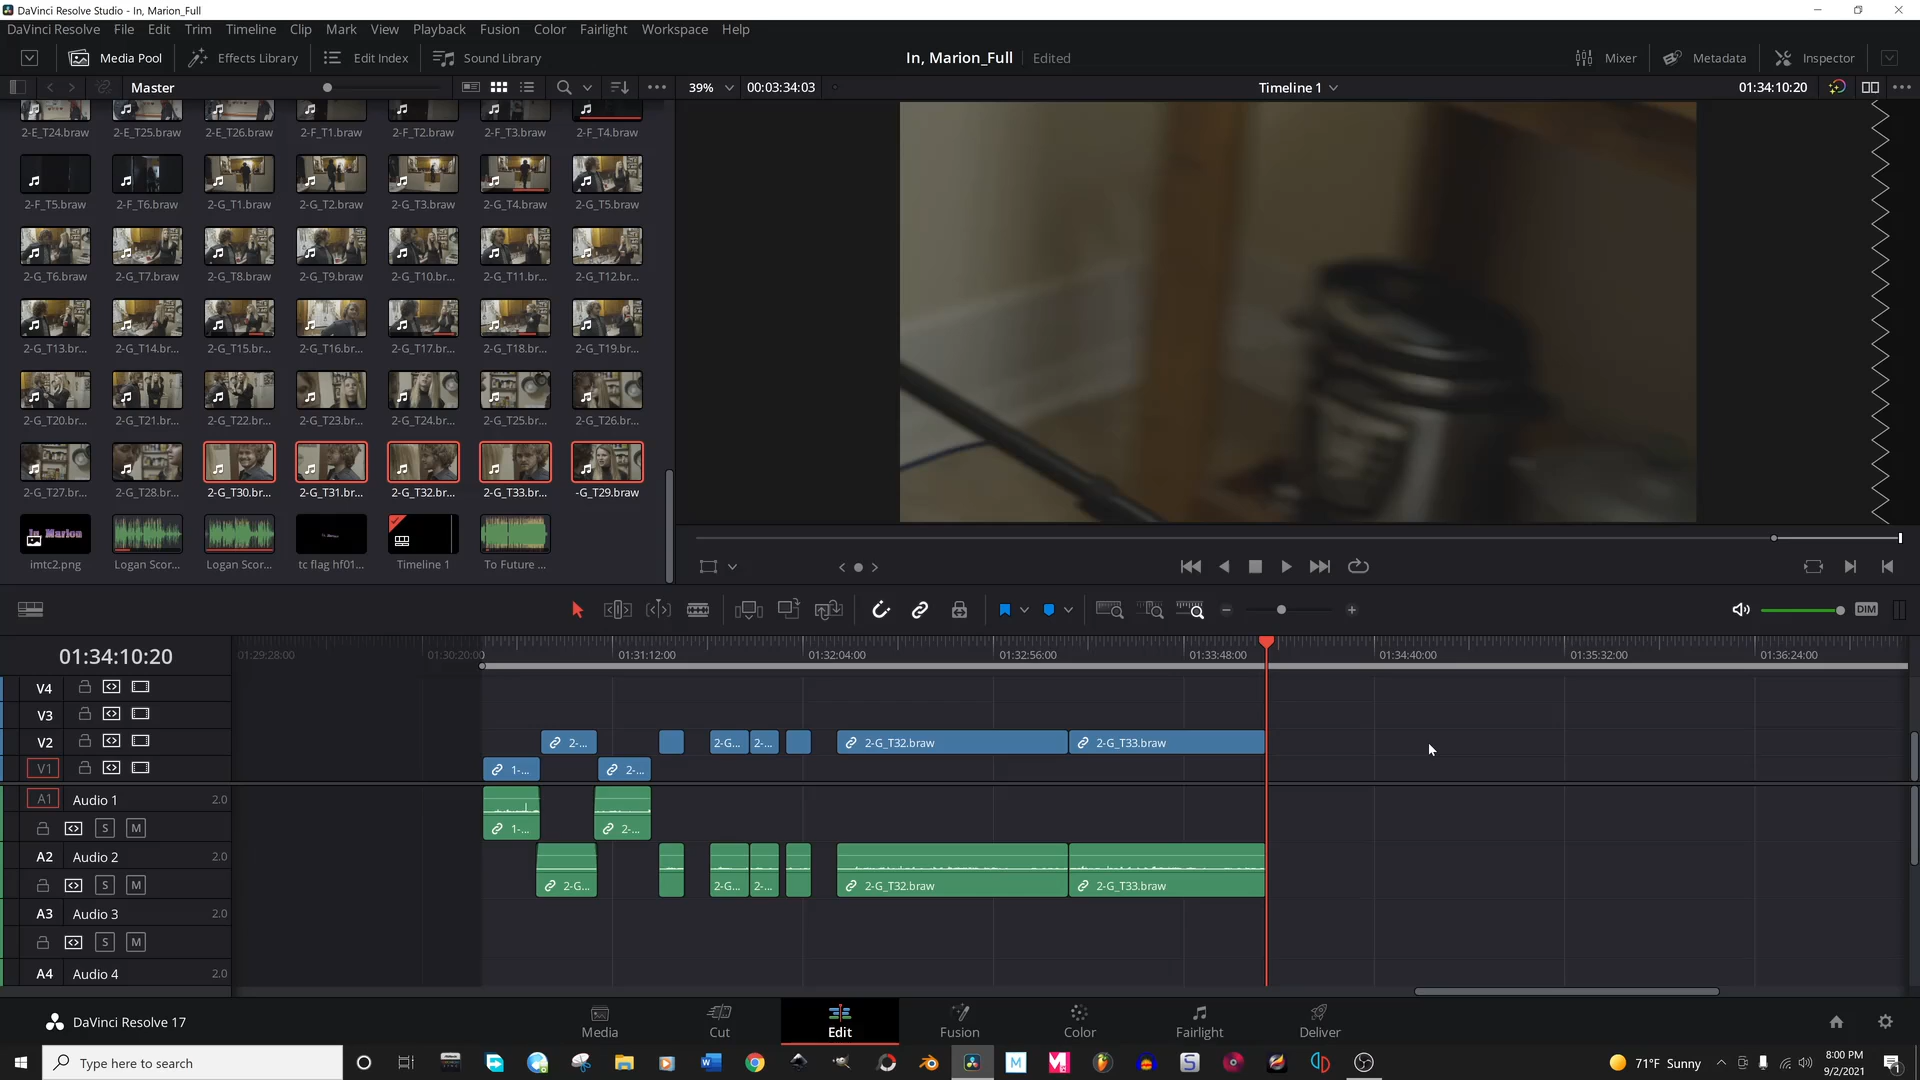 DaVinci Resolve Studio - In, Marion_Full
DaVinci Resolve File Edit Trim Timeline Clip Mark View Playback Fusion Color Fairlight Workspace Help
Media Pool Effects Library Edit Index Sound Library In, Marion_Full Edited Mixer Metadata Inspector
Master 39% 00:03:34:03 Timeline 1 01:34:10:20
2-E_T24.braw 2-E_T25.braw 2-E_T26.braw 2-F_T1.braw 2-F_T2.braw 2-F_T3.braw 2-F_T4.braw
2-F_T5.braw 2-F_T6.braw 2-G_T1.braw 2-G_T2.braw 2-G_T3.braw 2-G_T4.braw 2-G_T5.braw
2-G_T6.braw 2-G_T7.braw 2-G_T8.braw 2-G_T9.braw 2-G_T10.br... 2-G_T11.br... 2-G_T12.br...
2-G_T13.br... 2-G_T14.br... 2-G_T15.br... 2-G_T16.br... 2-G_T17.br... 2-G_T18.br... 2-G_T19.br...
2-G_T20.br... 2-G_T21.br... 2-G_T22.br... 2-G_T23.br... 2-G_T24.br... 2-G_T25.br... 2-G_T26.br...
2-G_T27.br... 2-G_T28.br... 2-G_T30.br... 2-G_T31.br... 2-G_T32.br... 2-G_T33.br... -G_T29.braw
In, Marion
imtc2.png Logan Scor... Logan Scor... tc flag hf01... Timeline 1 To Future ...
DIM
01:34:10:20 01:29:28:00 01:30:20:00 01:31:12:00 01:32:04:00 01:32:56:00 01:33:48:00 01:34:40:00 01:35:32:00 01:36:24:00
V4
V3
V2 2-... 2-G... 2-... 2-G_T32.braw 2-G_T33.braw
V1 1-... 2-...
A1 Audio 1 2.0
S M 1-... 2-...
A2 Audio 2 2.0
S M 2-G... 2-G... 2-... 2-G_T32.braw 2-G_T33.braw
A3 Audio 3 2.0
S M
A4 Audio 4 2.0
DaVinci Resolve 17 Media Cut Edit Fusion Color Fairlight Deliver
Type here to search 71°F Sunny 8:00 PM
9/2/2021